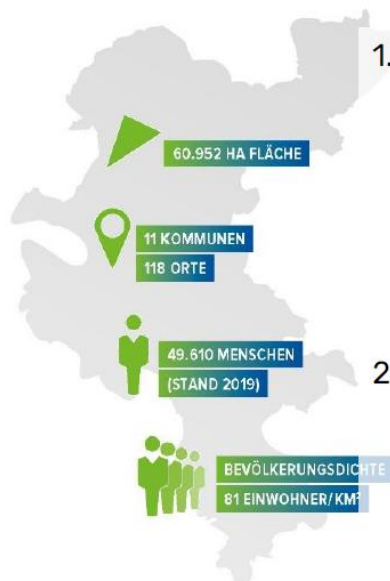 1.
60.952 HA FLÄCHE
11 KOMMUNEN
118 ORTE
49.610 MENSCHEN
(STAND 2019)
2
BEVÖLKERUNGSDICHTE
81 EINWOHNER/KM²